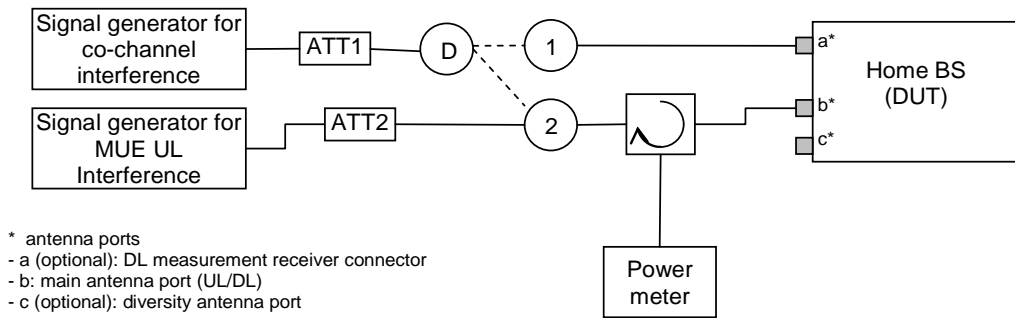 Signal generator for
co-channel
interference
ATT1
D
1
a*
Home BS
(DUT)
b*
c*
Signal generator for
MUE UL
Interference
ATT2
2
Power
meter
* antenna ports
- a (optional): DL measurement receiver connector
- b: main antenna port (UL/DL)
- c (optional): diversity antenna port